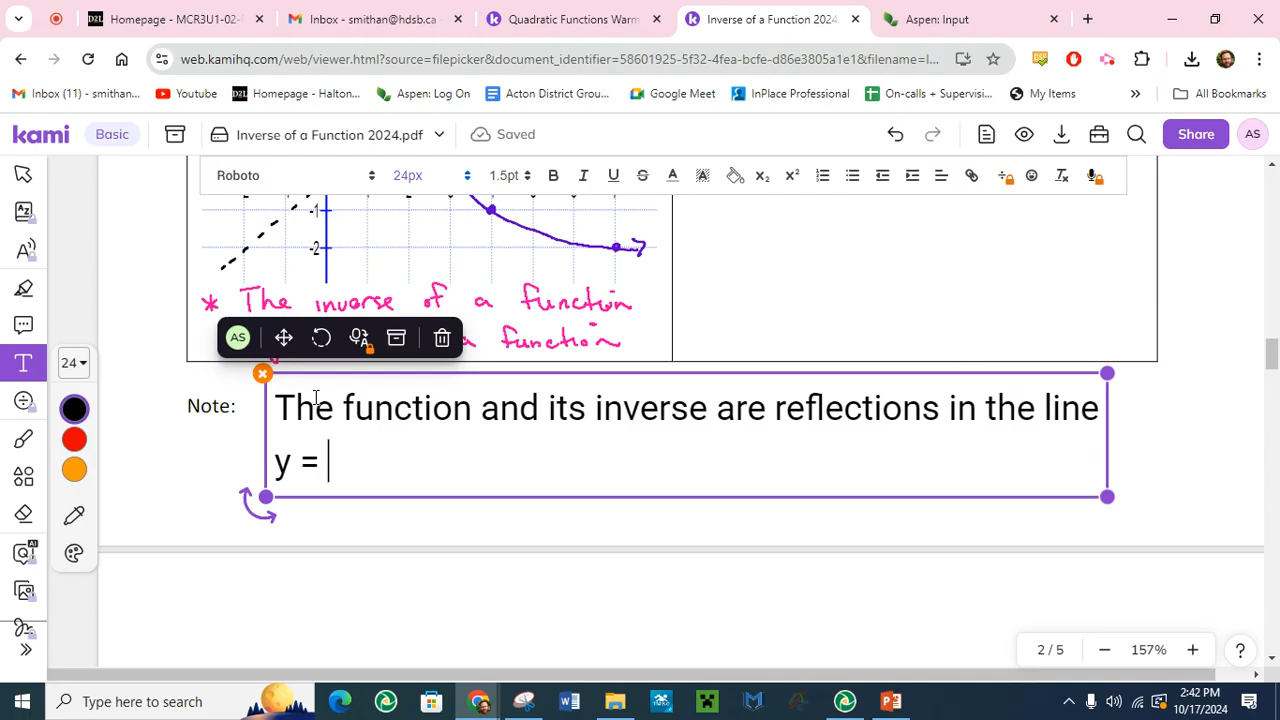 Homepage - MCR3U1-02-
Inbox - smithan@hdsb.ca -
Quadratic Functions Warm
Inverse of a Function 2024
Aspen: Input
web.kamihq.com/web/viewer.html?source=filepicker&document_identifier=58601925-5f32-4fea-bcfe-d86e3805a1e1&filename=I...
Inbox (11) - smithan...
Youtube
Homepage - Halton...
Aspen: Log On
Acton District Grou...
Google Meet
InPlace Professional
On-calls + Supervisi...
My Items
All Bookmarks
kami
Basic
Inverse of a Function 2024.pdf
Saved
Share
AS
Roboto
24px
1.5pt
-1
-2
* The inverse of a function
a function
AS
24
Note:
The function and its inverse are reflections in the line
y =
2 / 5
157%
Type here to search
2:42 PM
10/17/2024